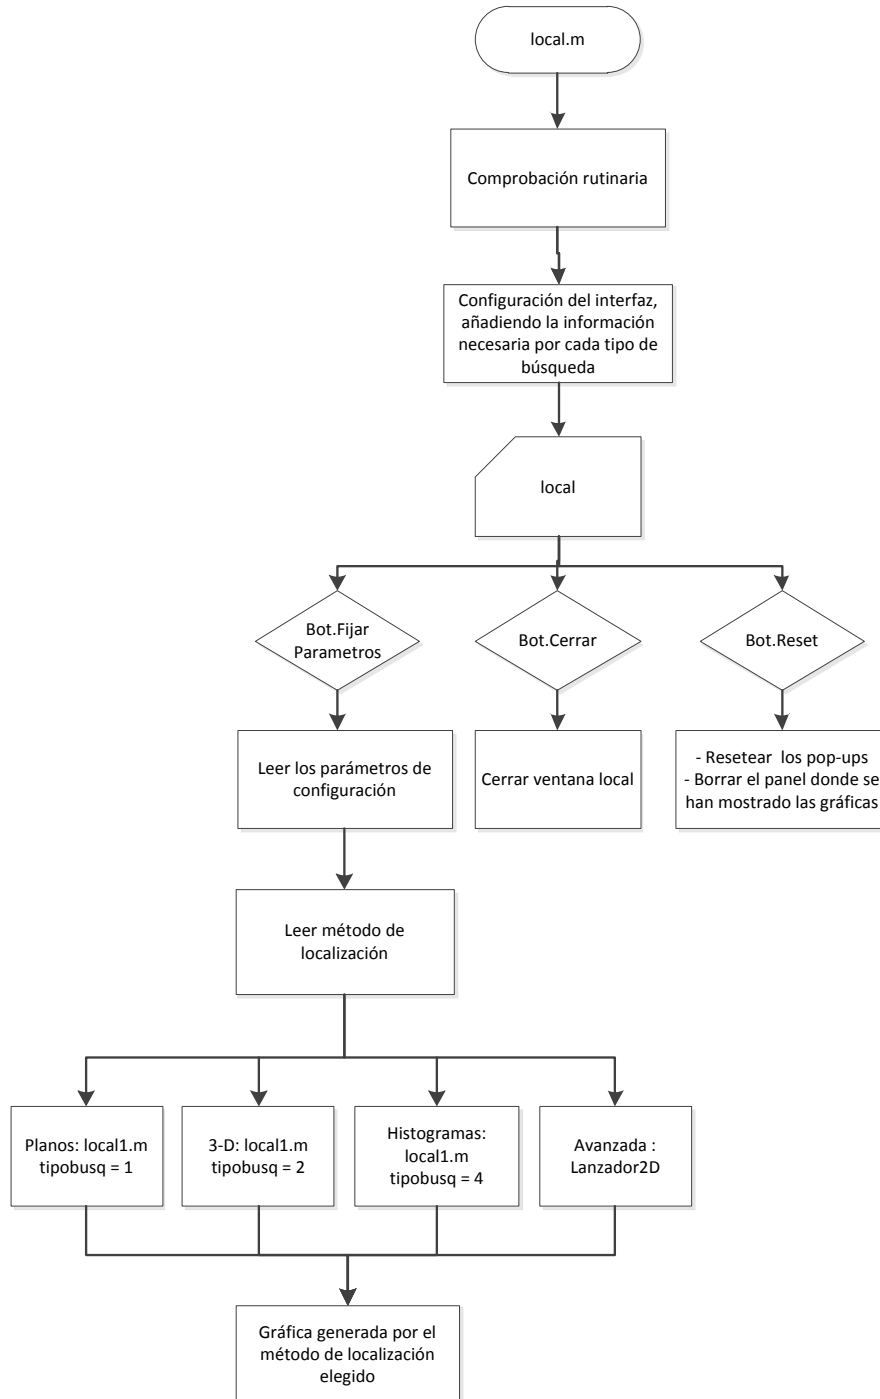 local.m
Comprobación rutinaria
Configuración del interfaz,
añadiendo la información
necesaria por cada tipo de
búsqueda
local
Bot.Fijar
Parametros
Bot.Cerrar
Bot.Reset
Leer los parámetros de
configuración
Cerrar ventana local
- Resetear los pop-ups
- Borrar el panel donde se
han mostrado las gráficas
Leer método de
localización
Planos: local1.m
tipobusq = 1
3-D: local1.m
tipobusq = 2
Histogramas:
local1.m
tipobusq = 4
Avanzada :
Lanzador2D
Gráfica generada por el
método de localización
elegido